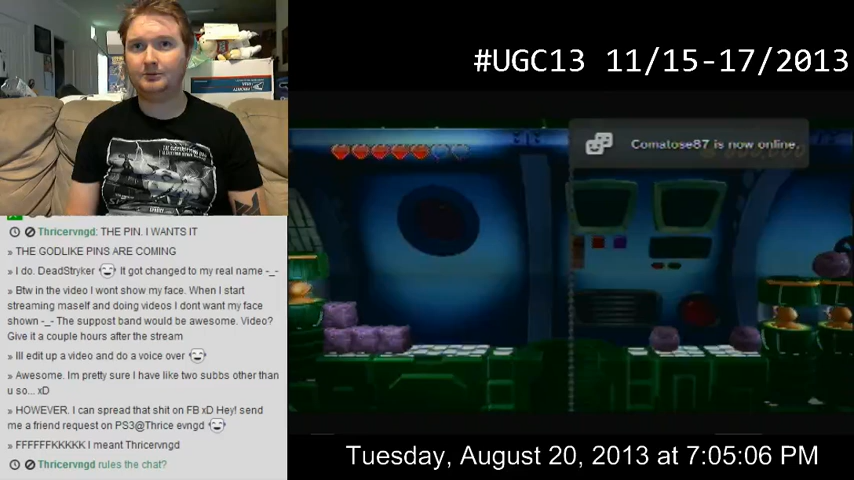 #UGC13 11/15-17/2013
Comatose87 is now online.
Thricervngd: THE PIN. I WANTS IT
» THE GODLIKE PINS ARE COMING
» I do. DeadStryker It got changed to my real name -_-
» Btw in the video I wont show my face. When I start
streaming maself and doing videos I dont want my face
shown -_- The suppost band would be awesome. Video?
Give it a couple hours after the stream
» Ill edit up a video and do a voice over
» Awesome. Im pretty sure I have like two subbs other than
u so... xD
» HOWEVER. I can spread that shit on FB xD Hey! send
me a friend request on PS3@Thrice evngd
» FFFFFFKKKKK I meant Thricervngd
Thricervngd rules the chat?
Tuesday, August 20, 2013 at 7:05:06 PM